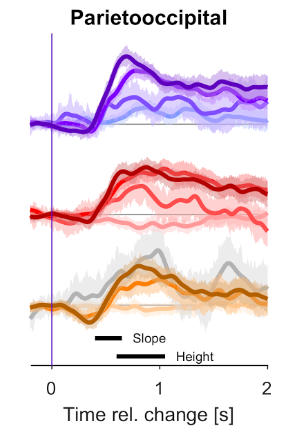 Parietooccipital
Slope
Height
0 1 2
Time rel. change [s]